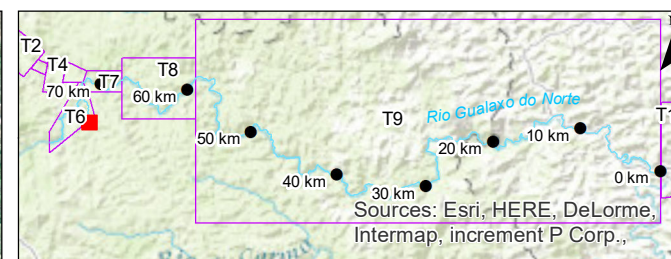 T2
T4
T7
T8
70 km
60 km
T6
T9
Rio Gualaxo do Norte
50 km
20 km
10 km
40 km
30 km
0 km
Sources: Esri, HERE, DeLorme,
Intermap, increment P Corp.,